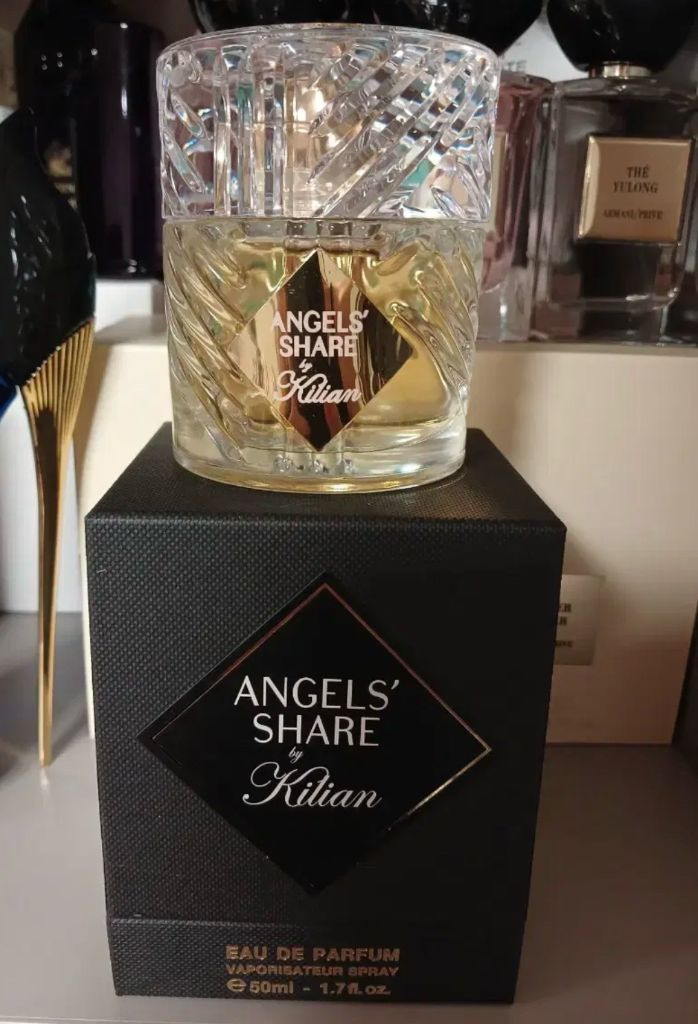 THÉ
YULONG
ARMANI/PRIVÉ
ANGELS'
SHARE
by
Kilian
ANGELS'
SHARE
by
Kilian
EAU DE PARFUM
VAPORISATEUR SPRAY
℮ 50ml - 1.7fl.oz.